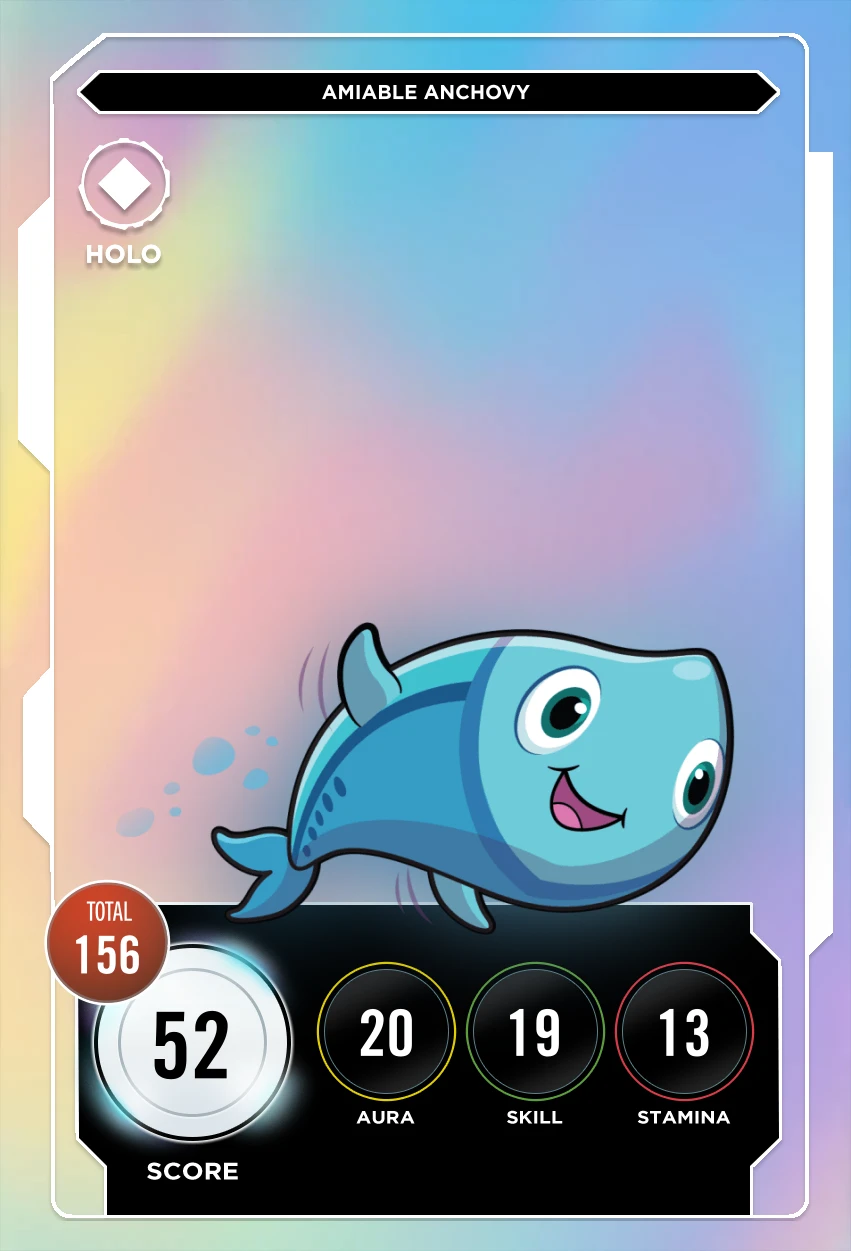 AMIABLE ANCHOVY
HOLO
TOTAL
156
52
SCORE
20
AURA
19
SKILL
13
STAMINA